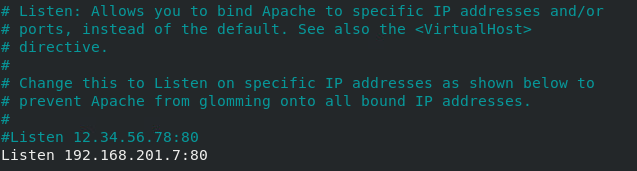 # Listen: Allows you to bind Apache to specific IP addresses and/or
# ports, instead of the default. See also the <VirtualHost>
# directive.
#
# Change this to Listen on specific IP addresses as shown below to
# prevent Apache from glomming onto all bound IP addresses.
#
#Listen 12.34.56.78:80
Listen 192.168.201.7:80